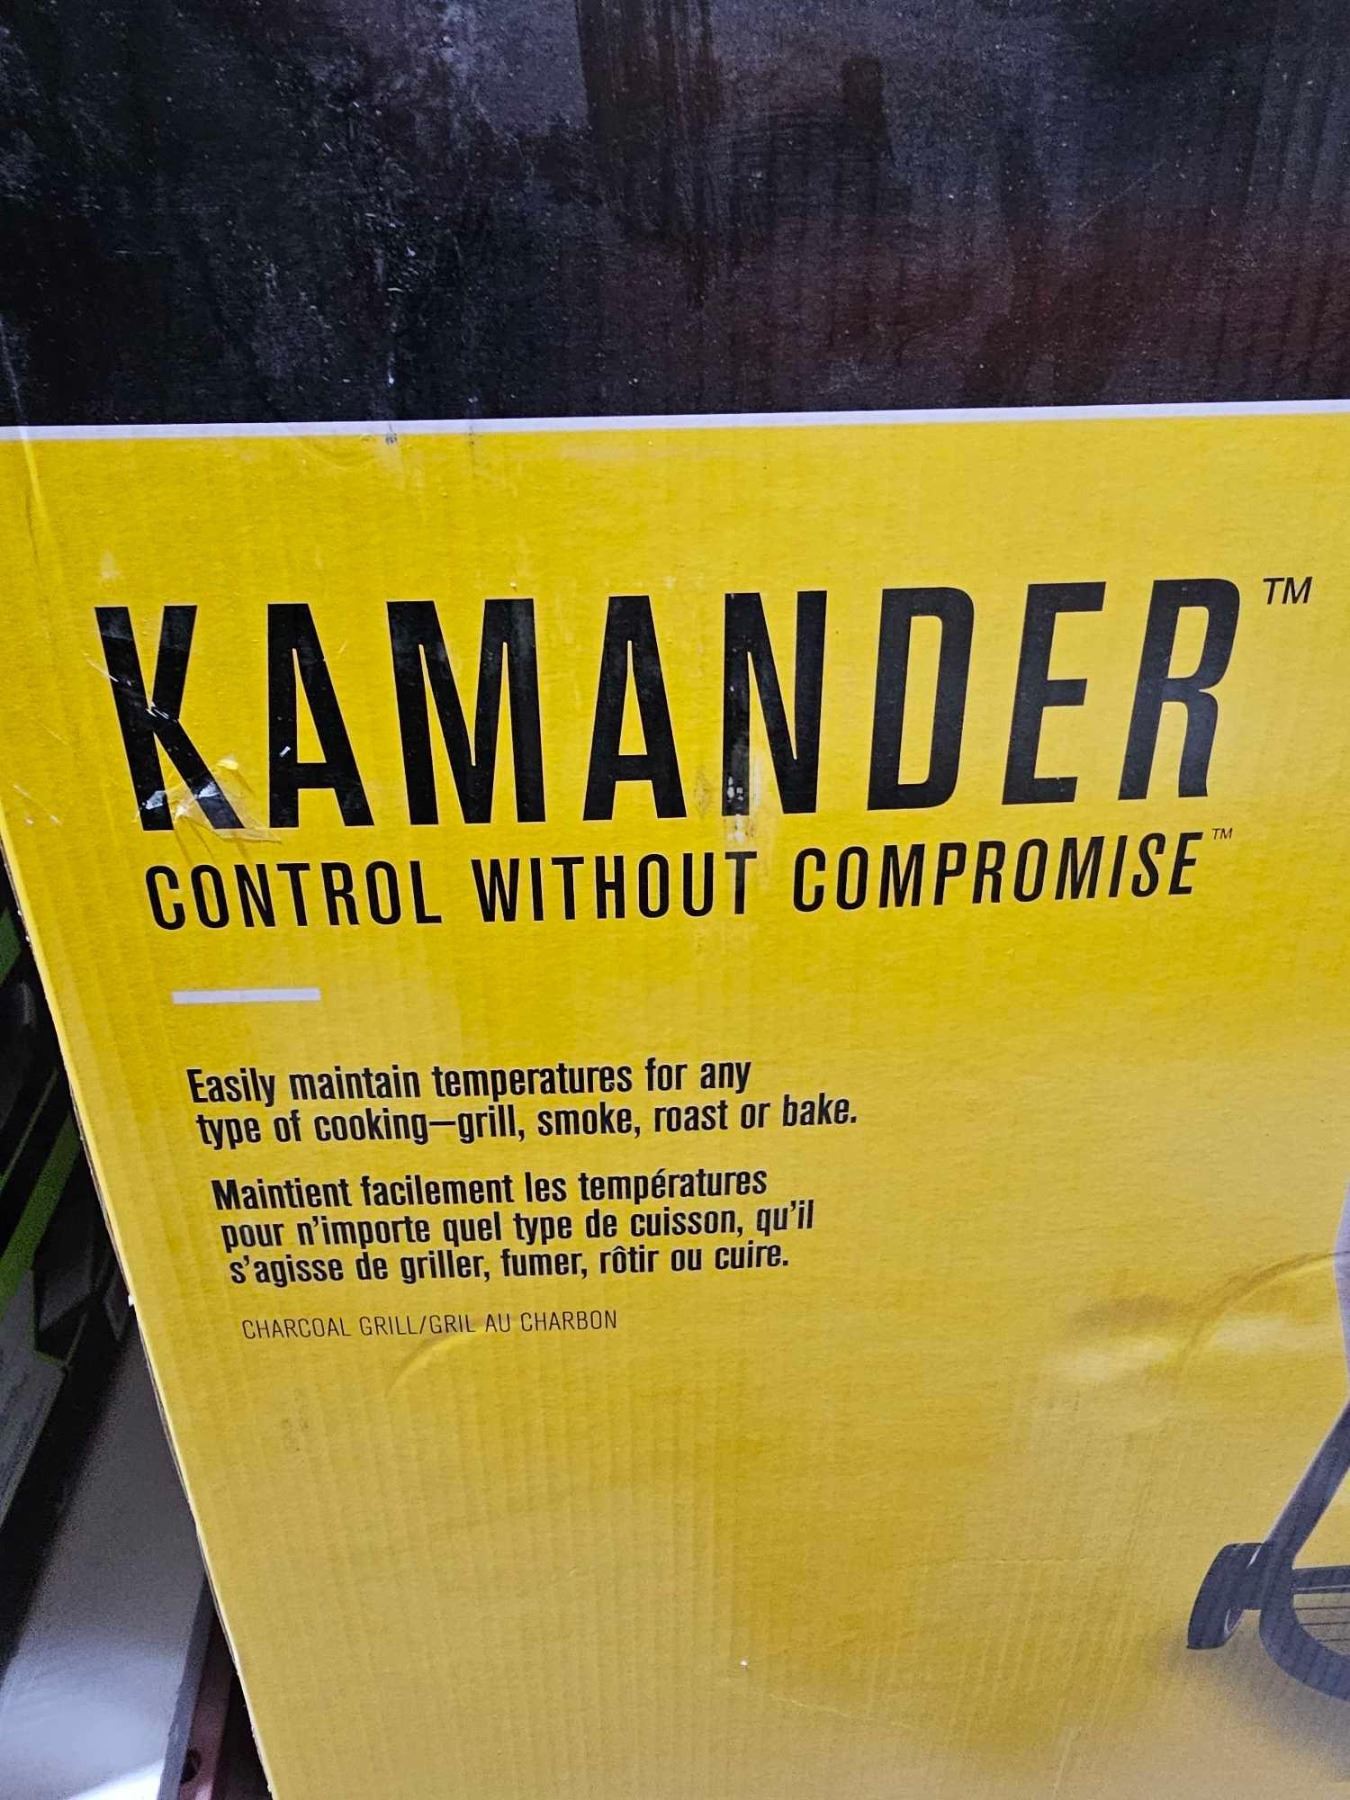 KAMANDER™
CONTROL WITHOUT COMPROMISE™
Easily maintain temperatures for any
type of cooking—grill, smoke, roast or bake.
Maintient facilement les températures
pour n'importe quel type de cuisson, qu'il
s'agisse de griller, fumer, rôtir ou cuire.
CHARCOAL GRILL/GRIL AU CHARBON